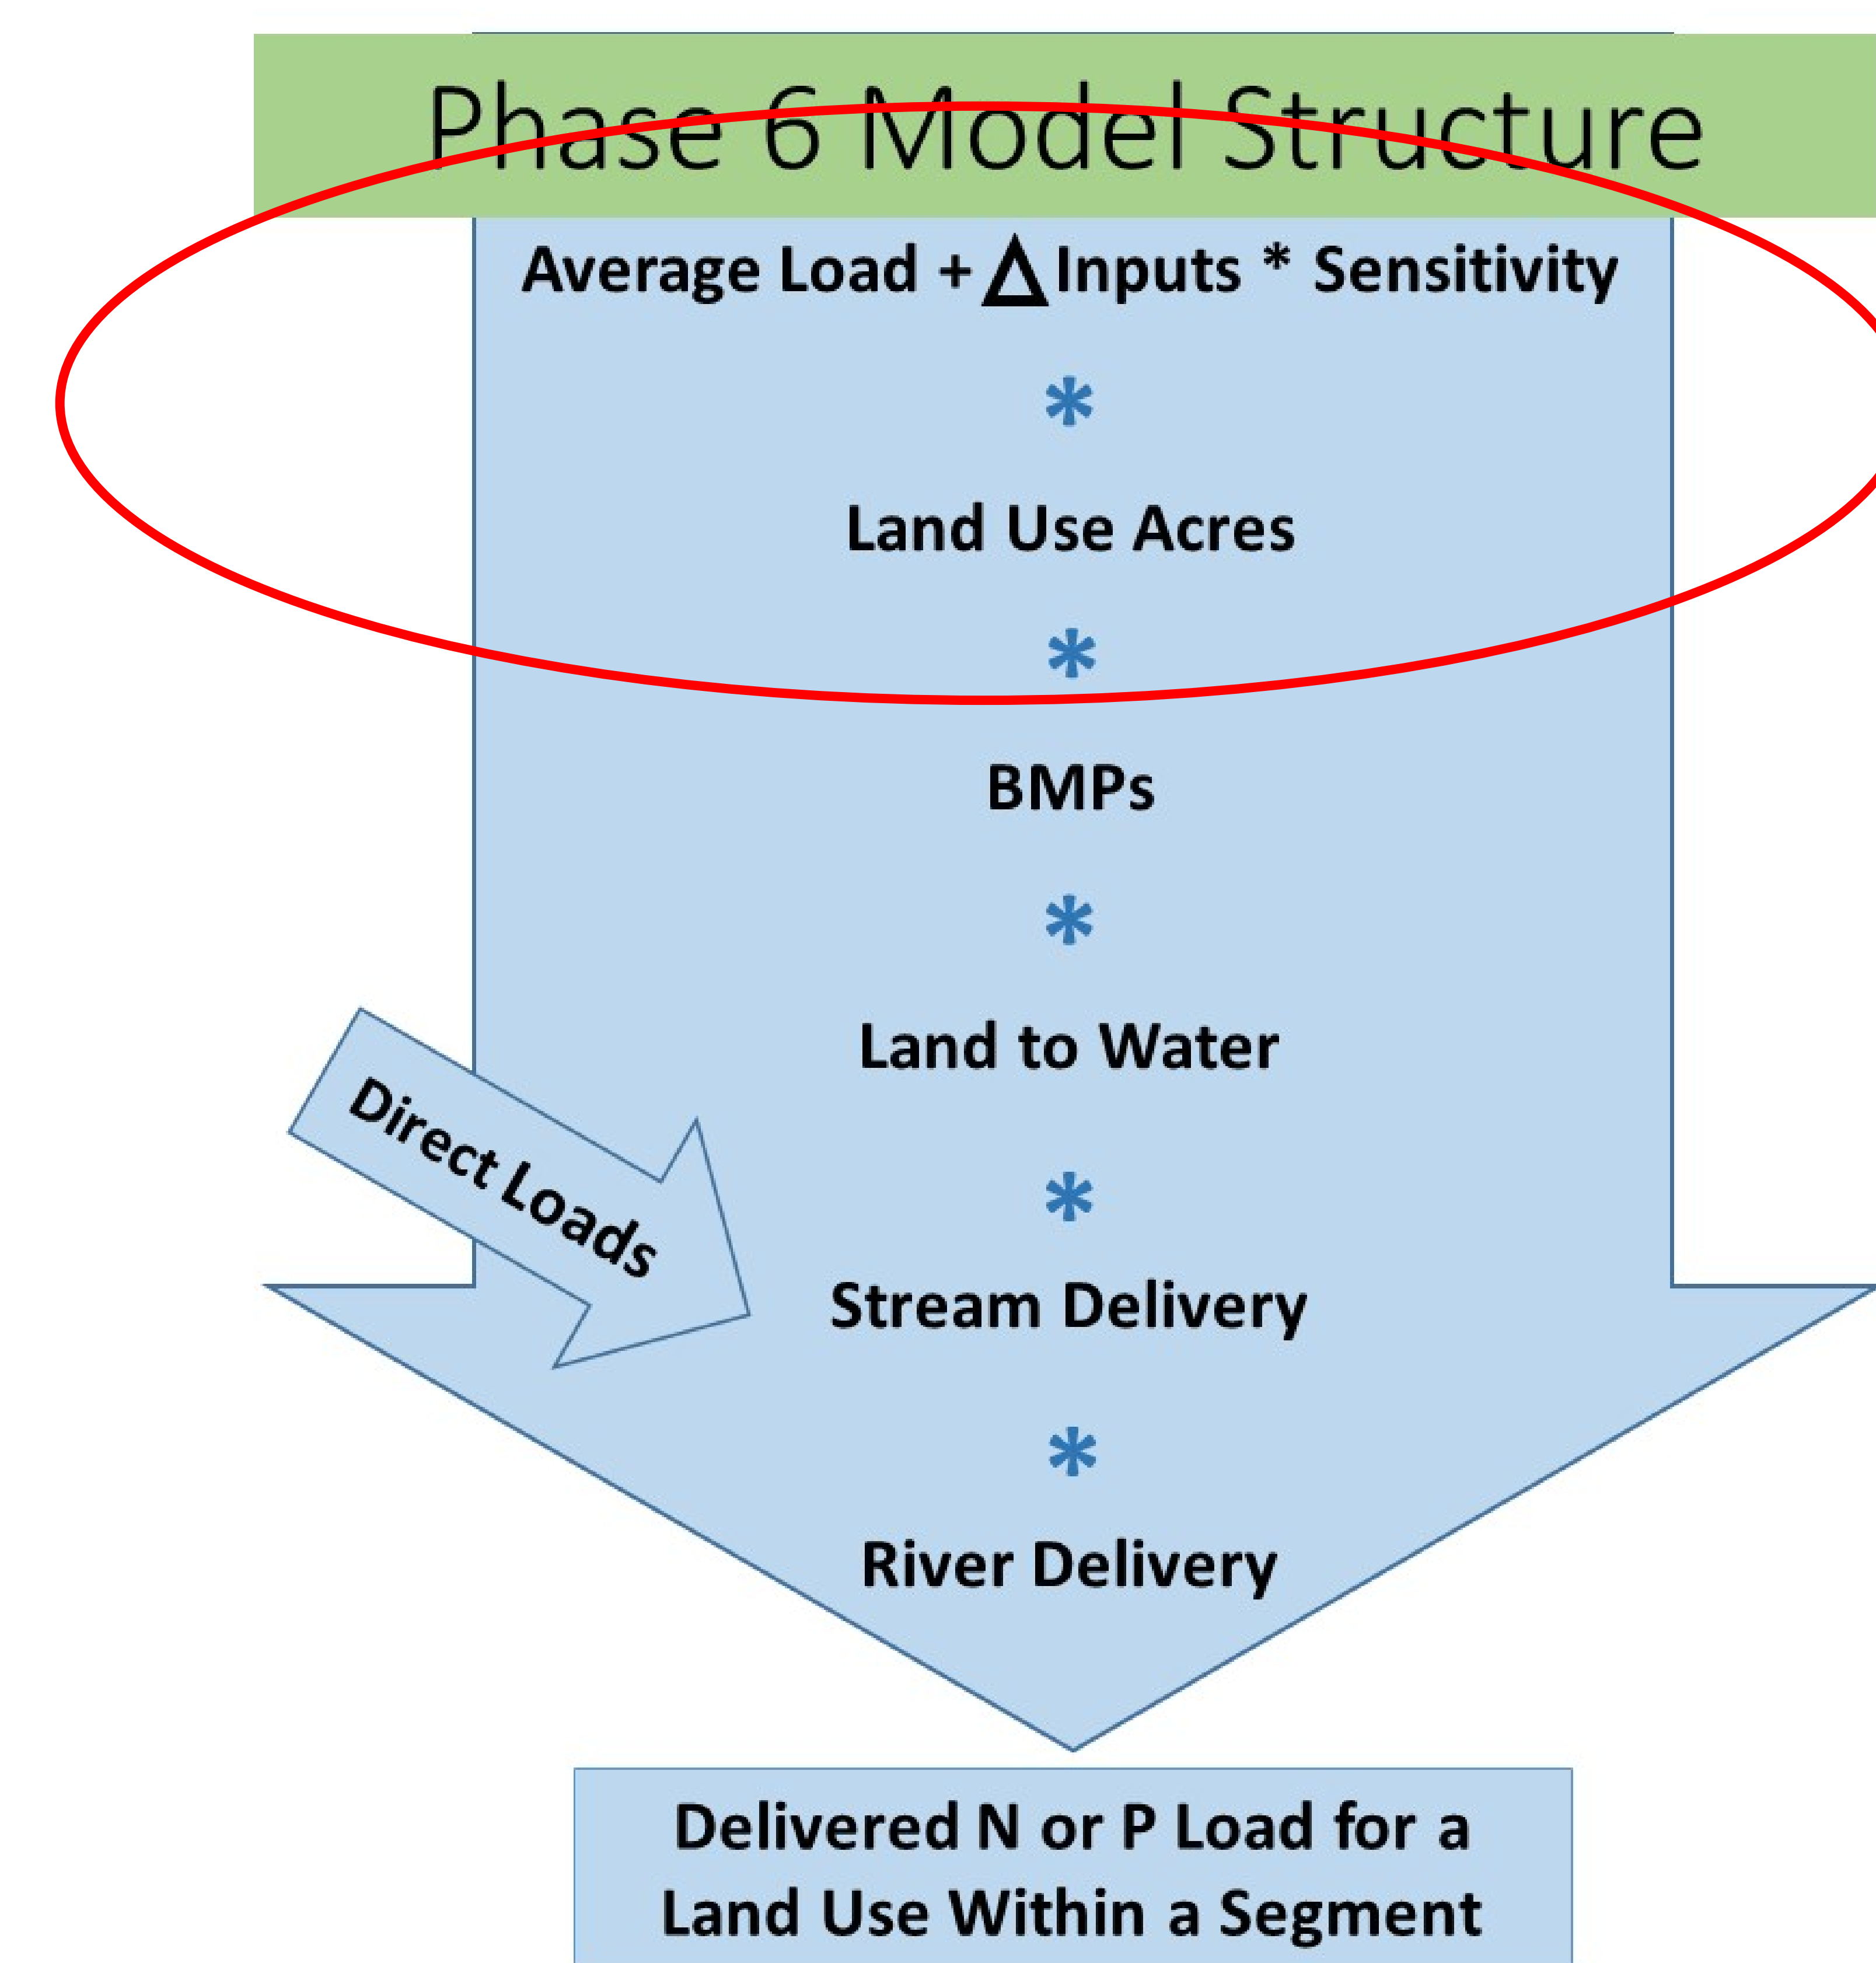 Phase 6 Model Structure
Average Load + Δ Inputs * Sensitivity
*
Land Use Acres
*
BMPs
*
Land to Water
*
Direct Loads
Stream Delivery
*
River Delivery
Delivered N or P Load for a
Land Use Within a Segment